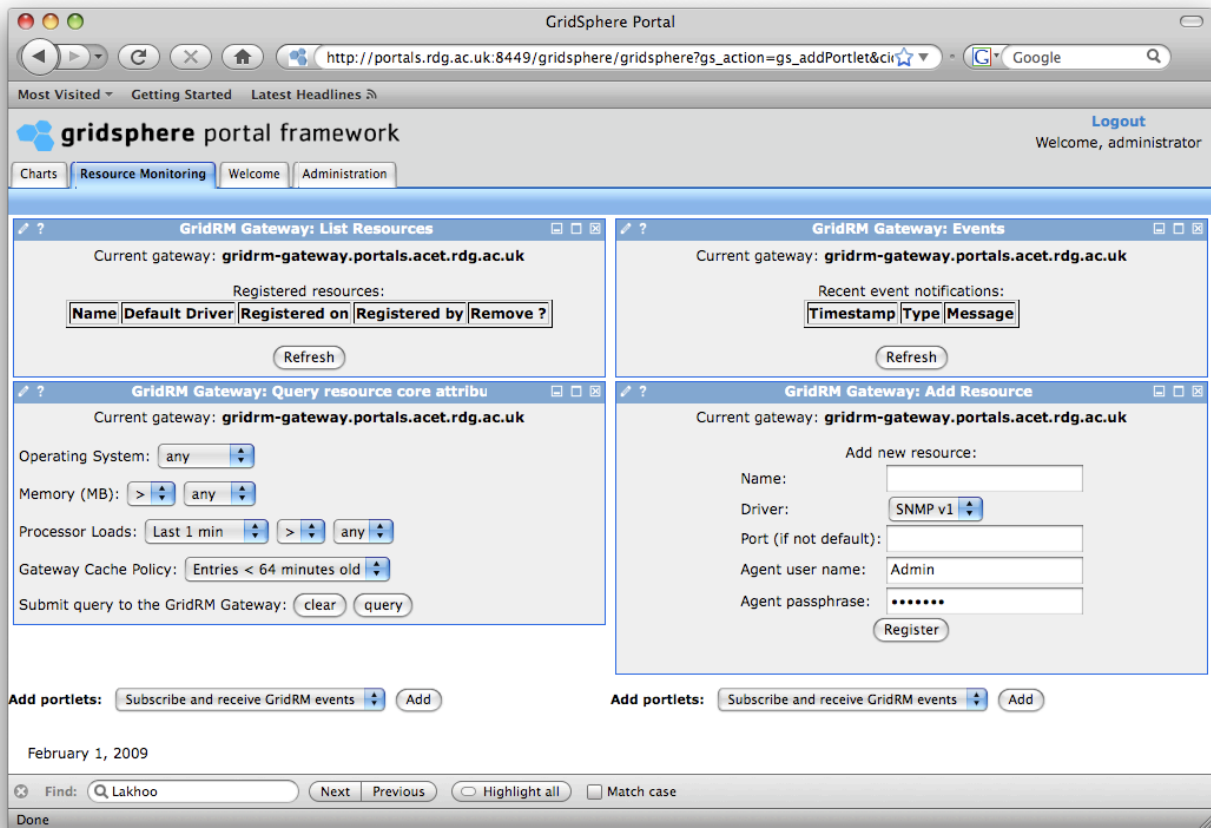 GridSphere Portal
http://portals.rdg.ac.uk:8449/gridsphere/gridsphere?gs_action=gs_addPortlet&ci
G Google
Most Visited Getting Started Latest Headlines
gridsphere portal framework
Logout
Welcome, administrator
Charts Resource Monitoring Welcome Administration
? GridRM Gateway: List Resources
Current gateway: gridrm-gateway.portals.acet.rdg.ac.uk
Registered resources:
Name Default Driver Registered on Registered by Remove ?
Refresh
? GridRM Gateway: Events
Current gateway: gridrm-gateway.portals.acet.rdg.ac.uk
Recent event notifications:
Timestamp Type Message
Refresh
? GridRM Gateway: Query resource core attribu
Current gateway: gridrm-gateway.portals.acet.rdg.ac.uk
Operating System: any
Memory (MB): > any
Processor Loads: Last 1 min > any
Gateway Cache Policy: Entries < 64 minutes old
Submit query to the GridRM Gateway: clear query
? GridRM Gateway: Add Resource
Current gateway: gridrm-gateway.portals.acet.rdg.ac.uk
Add new resource:
Name:
Driver: SNMP v1
Port (if not default):
Agent user name: Admin
Agent passphrase: •••••••
Register
Add portlets: Subscribe and receive GridRM events Add
Add portlets: Subscribe and receive GridRM events Add
February 1, 2009
Find: Lakhoo Next Previous Highlight all Match case
Done